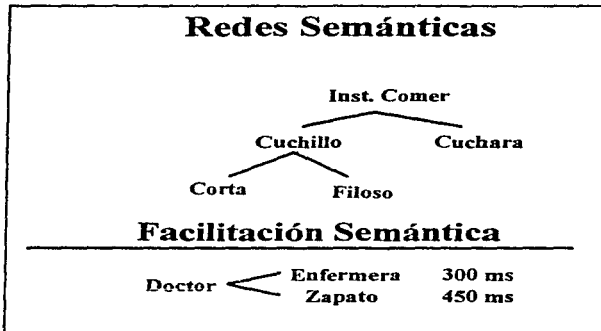 Redes Semánticas
Inst. Comer
Cuchillo Cuchara
Corta Filoso
Facilitación Semántica
Enfermera 300 ms
Doctor
Zapato 450 ms